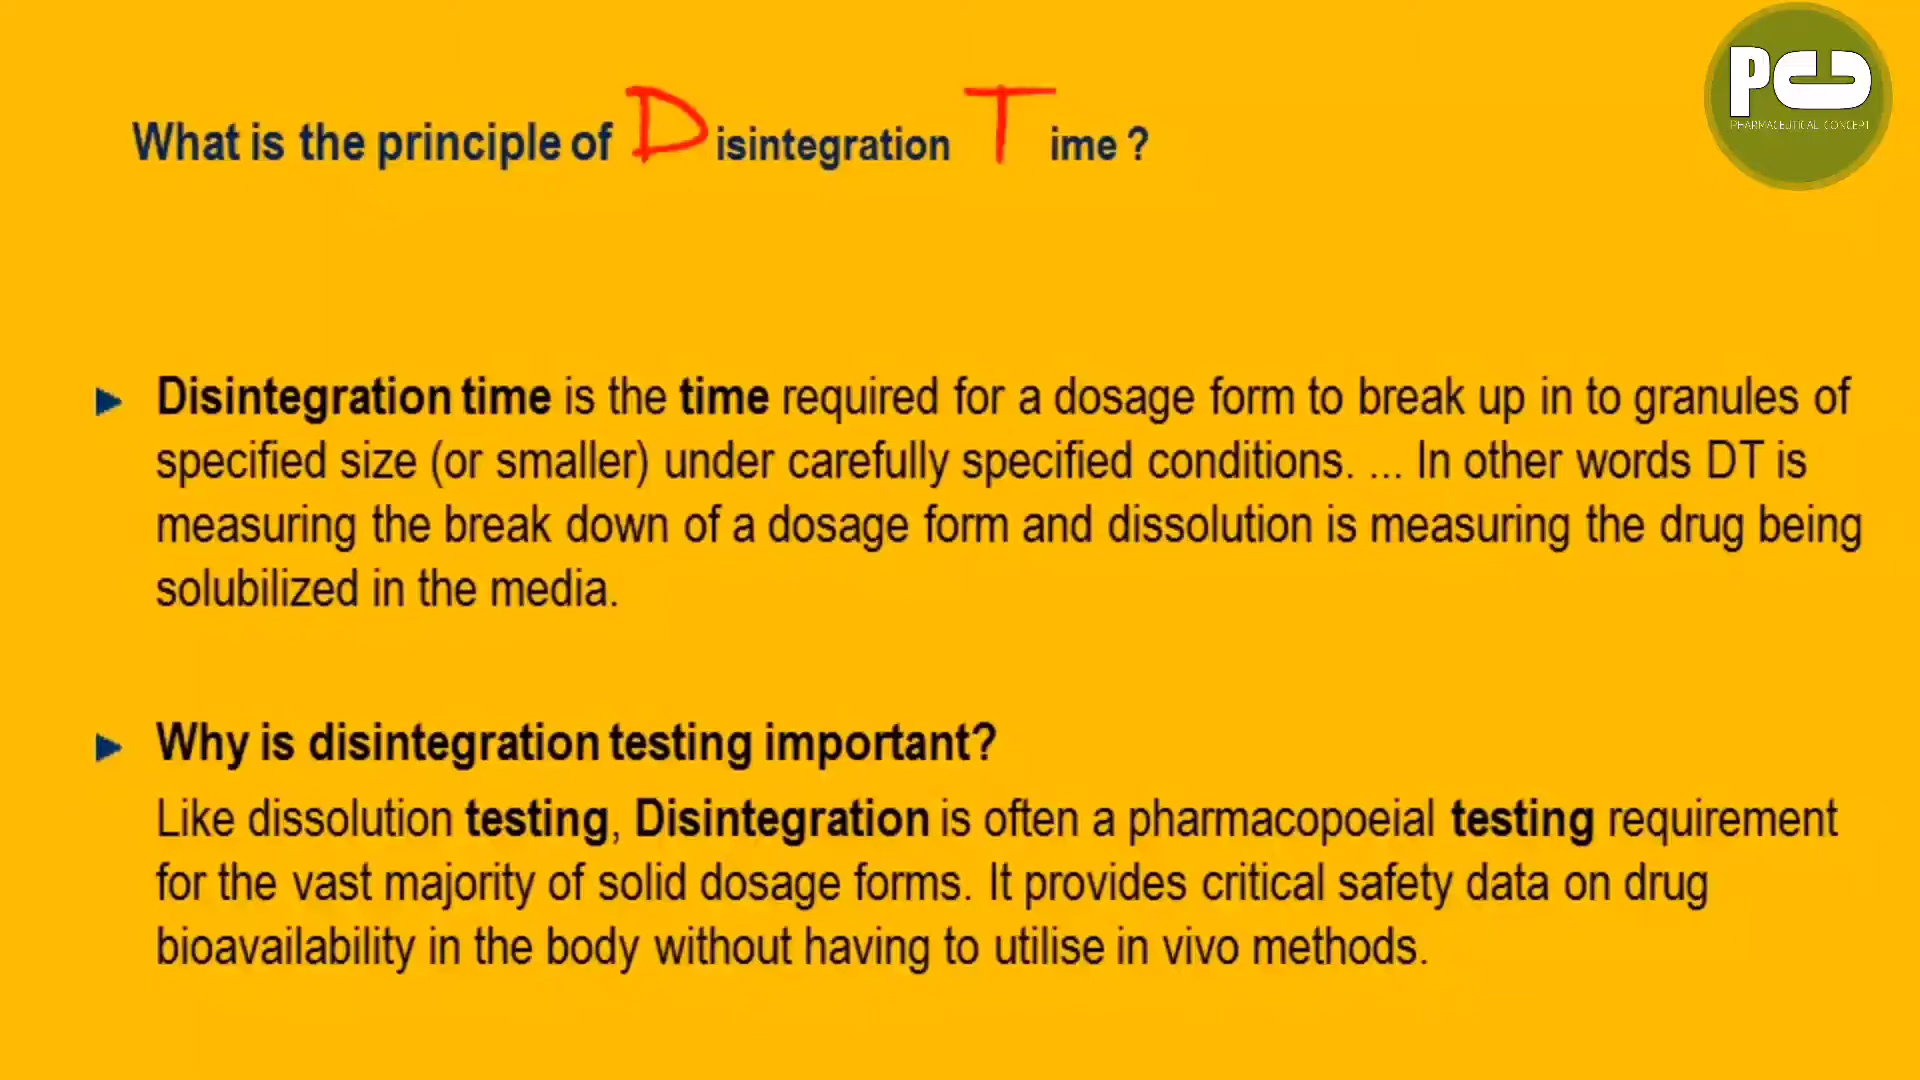 PCD
PHARMACEUTICAL CONCEPT
What is the principle of Disintegration Time ?
Disintegration time is the time required for a dosage form to break up in to granules of
specified size (or smaller) under carefully specified conditions. ... In other words DT is
measuring the break down of a dosage form and dissolution is measuring the drug being
solubilized in the media.
Why is disintegration testing important?
Like dissolution testing, Disintegration is often a pharmacopoeial testing requirement
for the vast majority of solid dosage forms. It provides critical safety data on drug
bioavailability in the body without having to utilise in vivo methods.